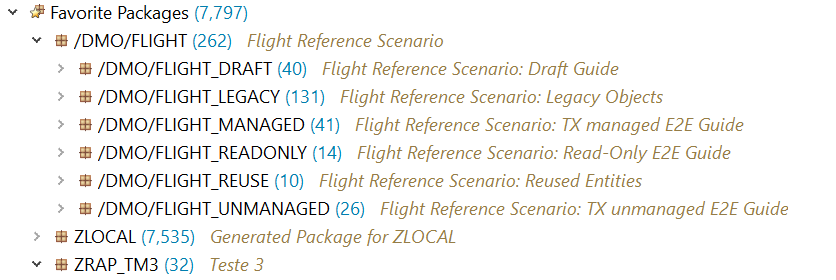 Favorite Packages (7,797)
/DMO/FLIGHT (262) Flight Reference Scenario
/DMO/FLIGHT_DRAFT (40) Flight Reference Scenario: Draft Guide
/DMO/FLIGHT_LEGACY (131) Flight Reference Scenario: Legacy Objects
/DMO/FLIGHT_MANAGED (41) Flight Reference Scenario: TX managed E2E Guide
/DMO/FLIGHT_READONLY (14) Flight Reference Scenario: Read-Only E2E Guide
/DMO/FLIGHT_REUSE (10) Flight Reference Scenario: Reused Entities
/DMO/FLIGHT_UNMANAGED (26) Flight Reference Scenario: TX unmanaged E2E Guide
ZLOCAL (7,535) Generated Package for ZLOCAL
ZRAP_TM3 (32) Teste 3